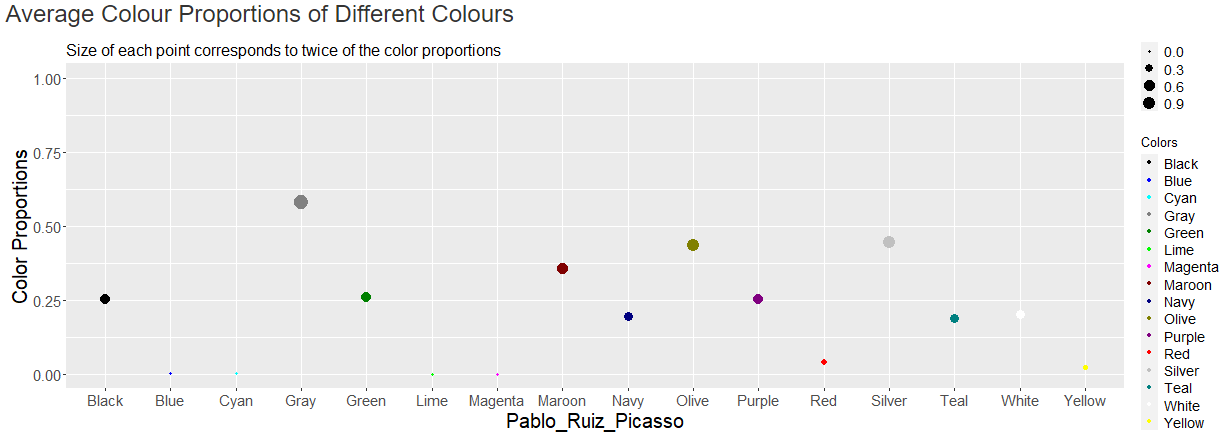 Average Colour Proportions of Different Colours
Size of each point corresponds to twice of the color proportions
1.00
0.75
0.50
0.25
0.00
Color Proportions
Black Blue Cyan Gray Green Lime Magenta Maroon Navy Olive Purple Red Silver Teal White Yellow
Pablo_Ruiz_Picasso
0.0
0.3
0.6
0.9
Colors
Black
Blue
Cyan
Gray
Green
Lime
Magenta
Maroon
Navy
Olive
Purple
Red
Silver
Teal
White
Yellow